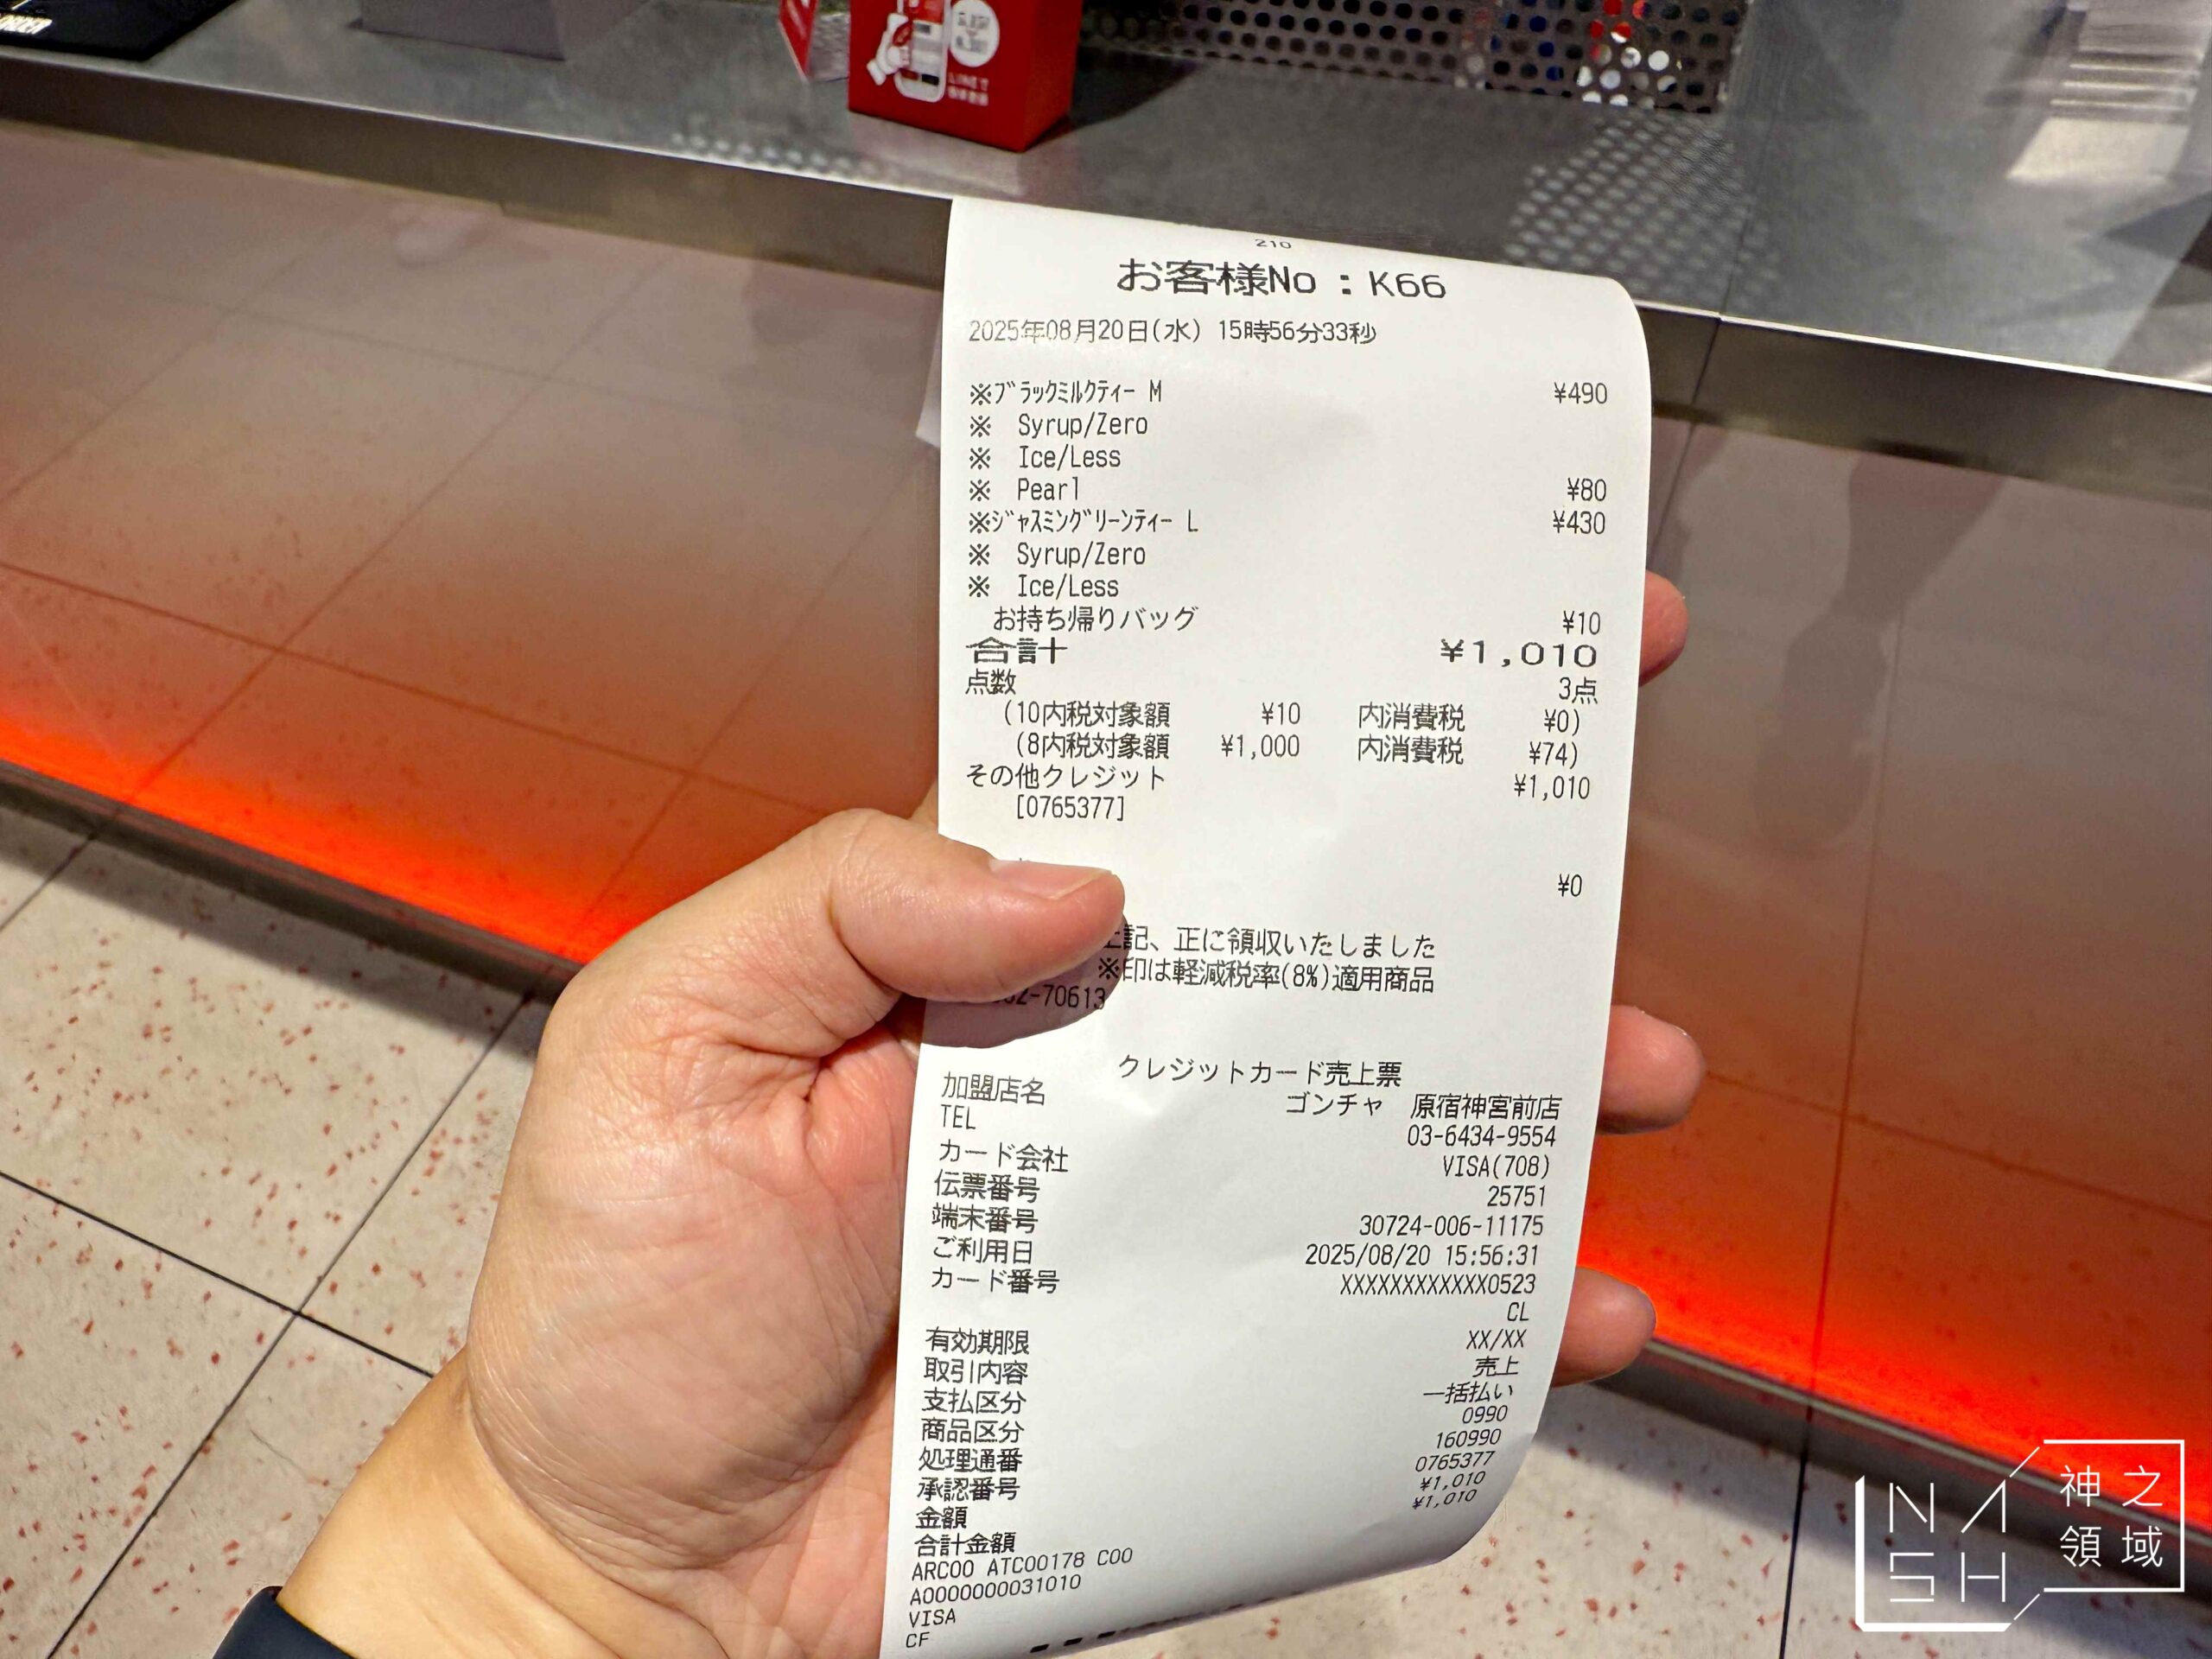 210
お客様No:K66
2025年08月20日(水) 15時56分33秒
※ﾌﾞﾗｯｸﾐﾙｸﾃｨｰ M ¥490
※ Syrup/Zero
※ Ice/Less
※ Pearl ¥80
※ｼﾞｬｽﾐﾝｸﾞﾘｰﾝﾃｨｰ L ¥430
※ Syrup/Zero
※ Ice/Less
お持ち帰りバッグ ¥10
合計 ¥1,010
点数 3点
(10内税対象額 ¥10 内消費税 ¥0)
(8内税対象額 ¥1,000 内消費税 ¥74)
その他クレジット ¥1,010
[0765377]
¥0
上記、正に領収いたしました
※印は軽減税率(8%)適用商品
2-70613
クレジットカード売上票
加盟店名 ゴンチャ 原宿神宮前店
TEL 03-6434-9554
カード会社 VISA(708)
伝票番号 25751
端末番号 30724-006-11175
ご利用日 2025/08/20 15:56:31
カード番号 XXXXXXXXXXXX0523
CL
有効期限 XX/XX
取引内容 売上
支払区分 一括払い
商品区分 0990
処理通番 160990
承認番号 0765377
金額 ¥1,010
合計金額 ¥1,010
ARC00 ATC00178 C00
A0000000031010
VISA
CF
NASH
神之
領域